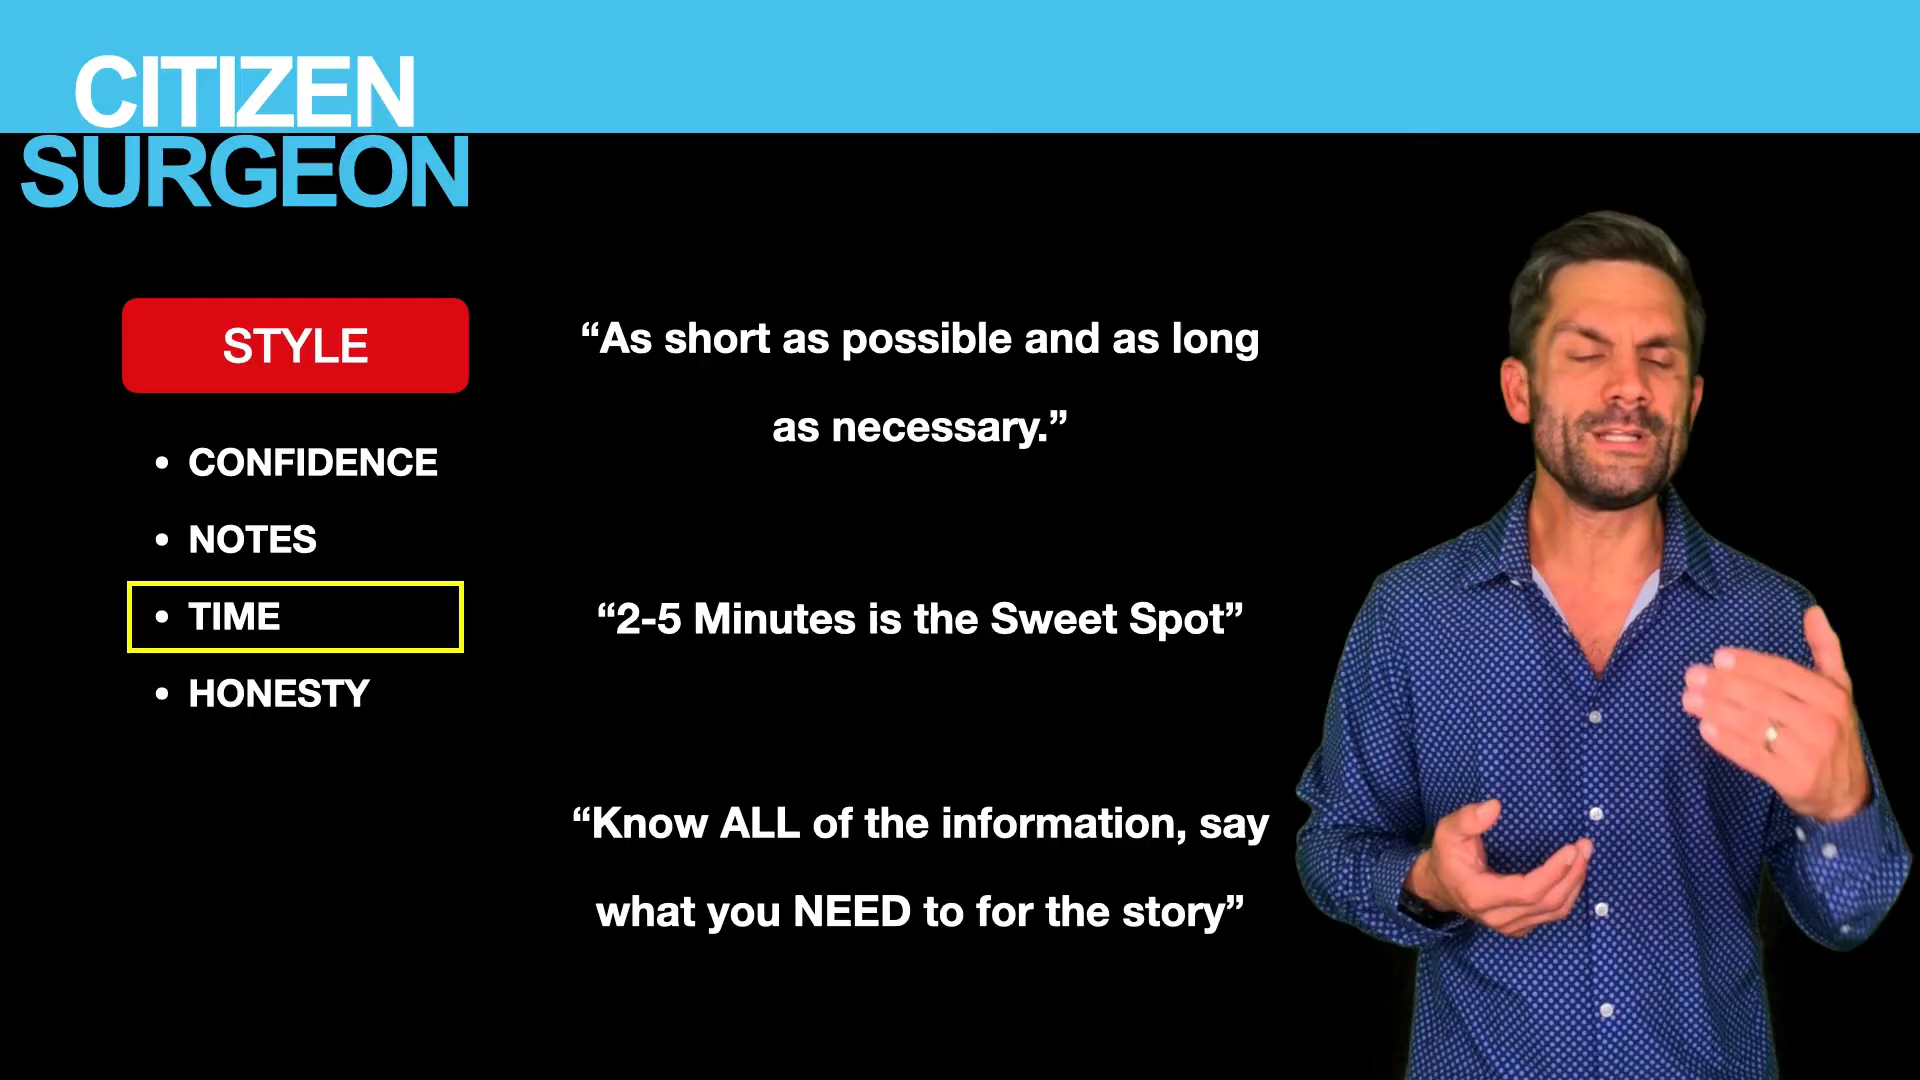 CITIZEN
SURGEON
STYLE
• CONFIDENCE
• NOTES
• TIME
• HONESTY
“As short as possible and as long
as necessary.”
“2-5 Minutes is the Sweet Spot”
“Know ALL of the information, say
what you NEED to for the story”